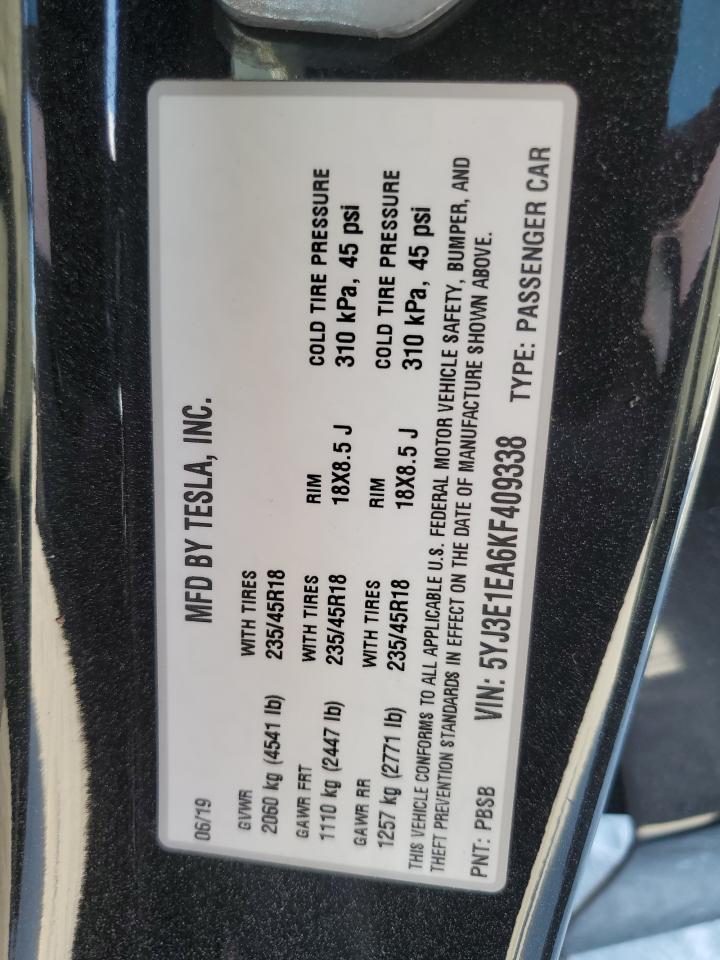 06/19 MFD BY TESLA, INC.
GVWR WITH TIRES
2060 kg (4541 lb) 235/45R18
GAWR FRT WITH TIRES RIM COLD TIRE PRESSURE
1110 kg (2447 lb) 235/45R18 18X8.5 J 310 kPa, 45 psi
GAWR RR WITH TIRES RIM COLD TIRE PRESSURE
1257 kg (2771 lb) 235/45R18 18X8.5 J 310 kPa, 45 psi
THIS VEHICLE CONFORMS TO ALL APPLICABLE U.S. FEDERAL MOTOR VEHICLE SAFETY, BUMPER, AND
THEFT PREVENTION STANDARDS IN EFFECT ON THE DATE OF MANUFACTURE SHOWN ABOVE.
PNT: PBSB VIN: 5YJ3E1EA6KF409338 TYPE: PASSENGER CAR